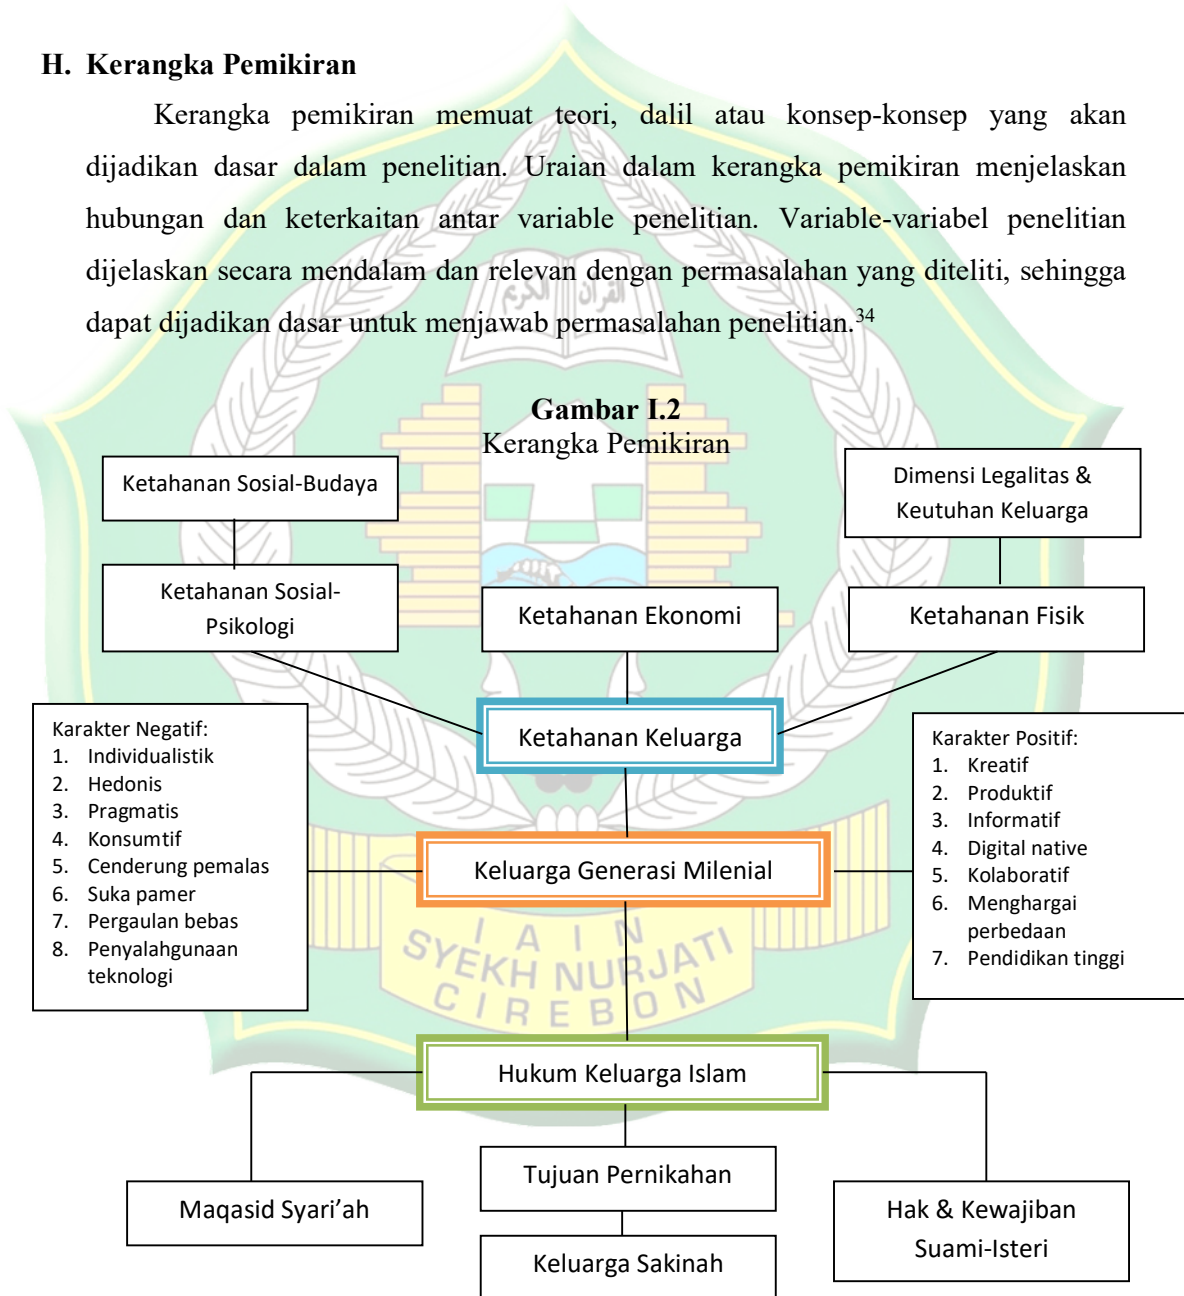 H. Kerangka Pemikiran
Kerangka pemikiran memuat teori, dalil atau konsep-konsep yang akan
dijadikan dasar dalam penelitian. Uraian dalam kerangka pemikiran menjelaskan
hubungan dan keterkaitan antar variable penelitian. Variable-variabel penelitian
dijelaskan secara mendalam dan relevan dengan permasalahan yang diteliti, sehingga
dapat dijadikan dasar untuk menjawab permasalahan penelitian.34
القرآن الكريم
Gambar I.2
Kerangka Pemikiran
Ketahanan Sosial-Budaya
Dimensi Legalitas &
Keutuhan Keluarga
Ketahanan Sosial-
Psikologi
Ketahanan Ekonomi
Ketahanan Fisik
Ketahanan Keluarga
Karakter Negatif:
1. Individualistik
2. Hedonis
3. Pragmatis
4. Konsumtif
5. Cenderung pemalas
6. Suka pamer
7. Pergaulan bebas
8. Penyalahgunaan
teknologi
Keluarga Generasi Milenial
Karakter Positif:
1. Kreatif
2. Produktif
3. Informatif
4. Digital native
5. Kolaboratif
6. Menghargai
perbedaan
7. Pendidikan tinggi
IAIN
SYEKH NURJATI
CIREBON
Hukum Keluarga Islam
Maqasid Syari’ah
Tujuan Pernikahan
Keluarga Sakinah
Hak & Kewajiban
Suami-Isteri